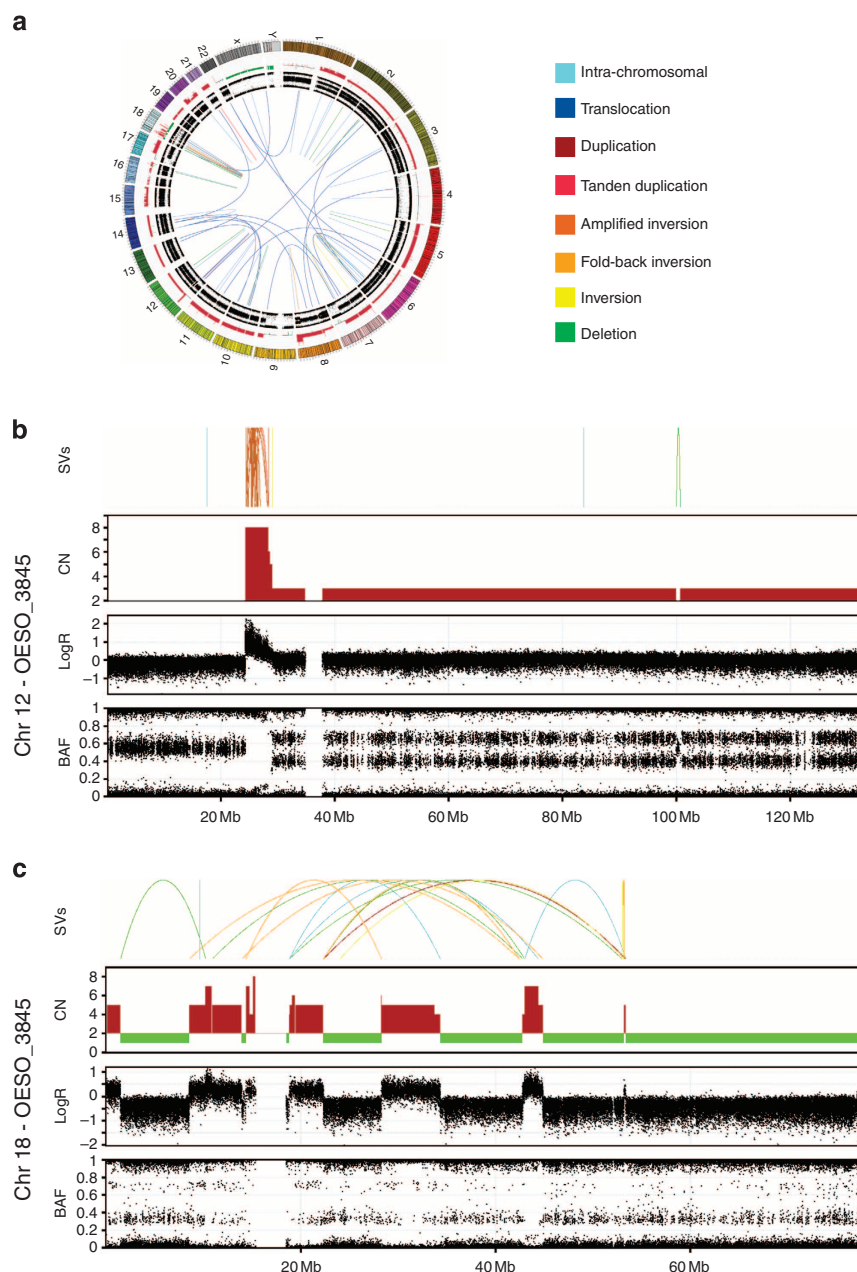 a
1
2
3
4
5
6
7
8
9
10
11
12
13
14
15
16
17
18
19
20
21
22
x
Y
Intra-chromosomal
Translocation
Duplication
Tanden duplication
Amplified inversion
Fold-back inversion
Inversion
Deletion
b
Chr 12 - OESO_3845
SVs
CN
8
6
4
2
LogR
2
1
0
−1
BAF
1
0.8
0.6
0.4
0.2
0
20 Mb 40 Mb 60 Mb 80 Mb 100 Mb 120 Mb
c
Chr 18 - OESO_3845
SVs
CN
8
6
4
2
0
LogR
1
0
−1
−2
BAF
1
0.8
0.6
0.4
0.2
0
20 Mb 40 Mb 60 Mb